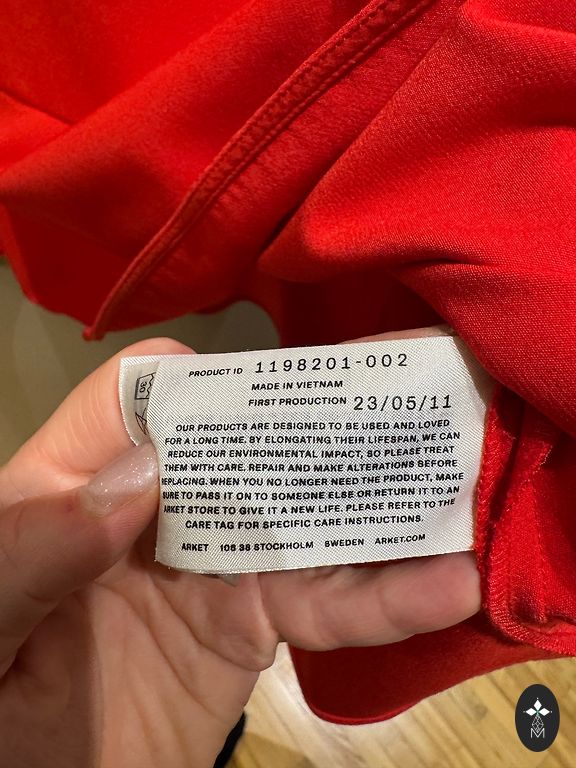 PRODUCT ID 1198201-002
MADE IN VIETNAM
FIRST PRODUCTION 23/05/11
OUR PRODUCTS ARE DESIGNED TO BE USED AND LOVED
FOR A LONG TIME. BY ELONGATING THEIR LIFESPAN, WE CAN
REDUCE OUR ENVIRONMENTAL IMPACT, SO PLEASE TREAT
THEM WITH CARE. REPAIR AND MAKE ALTERATIONS BEFORE
REPLACING. WHEN YOU NO LONGER NEED THE PRODUCT, MAKE
SURE TO PASS IT ON TO SOMEONE ELSE OR RETURN IT TO AN
ARKET STORE TO GIVE IT A NEW LIFE. PLEASE REFER TO THE
CARE TAG FOR SPECIFIC CARE INSTRUCTIONS.
ARKET 106 38 STOCKHOLM SWEDEN ARKET.COM
30
M